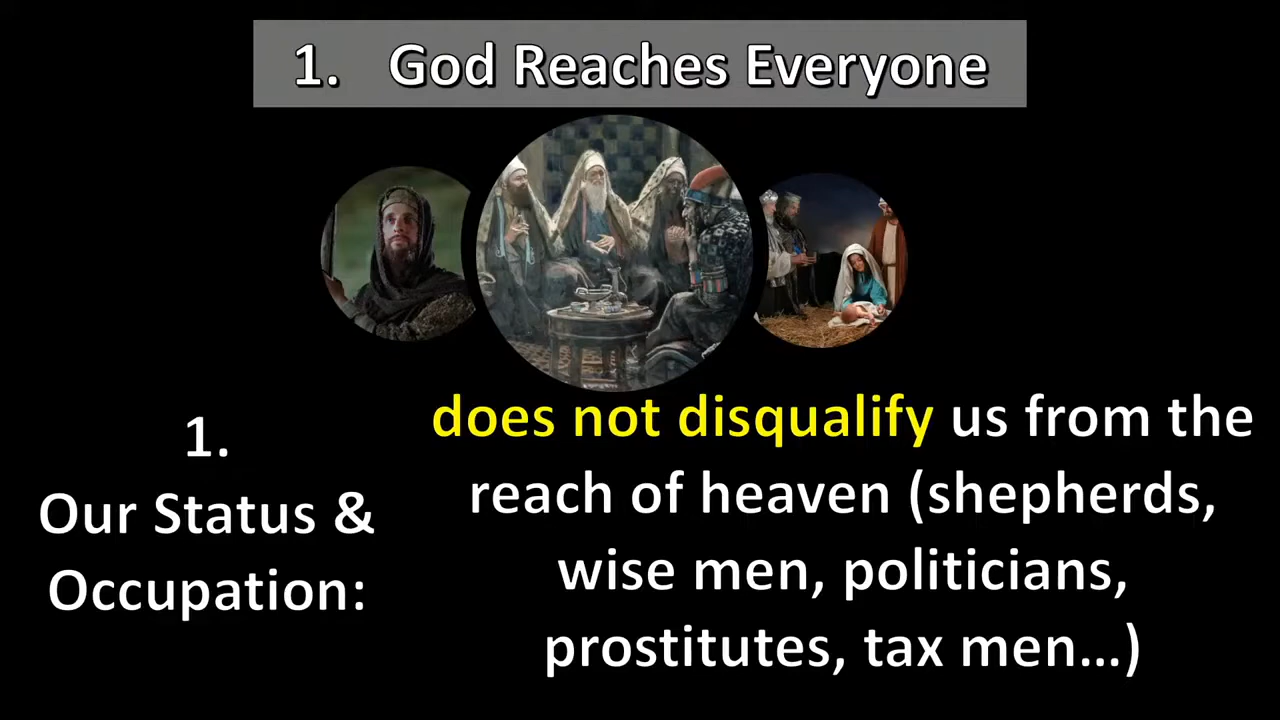 1. God Reaches Everyone
1.
Our Status &
Occupation:
does not disqualify us from the
reach of heaven (shepherds,
wise men, politicians,
prostitutes, tax men...)